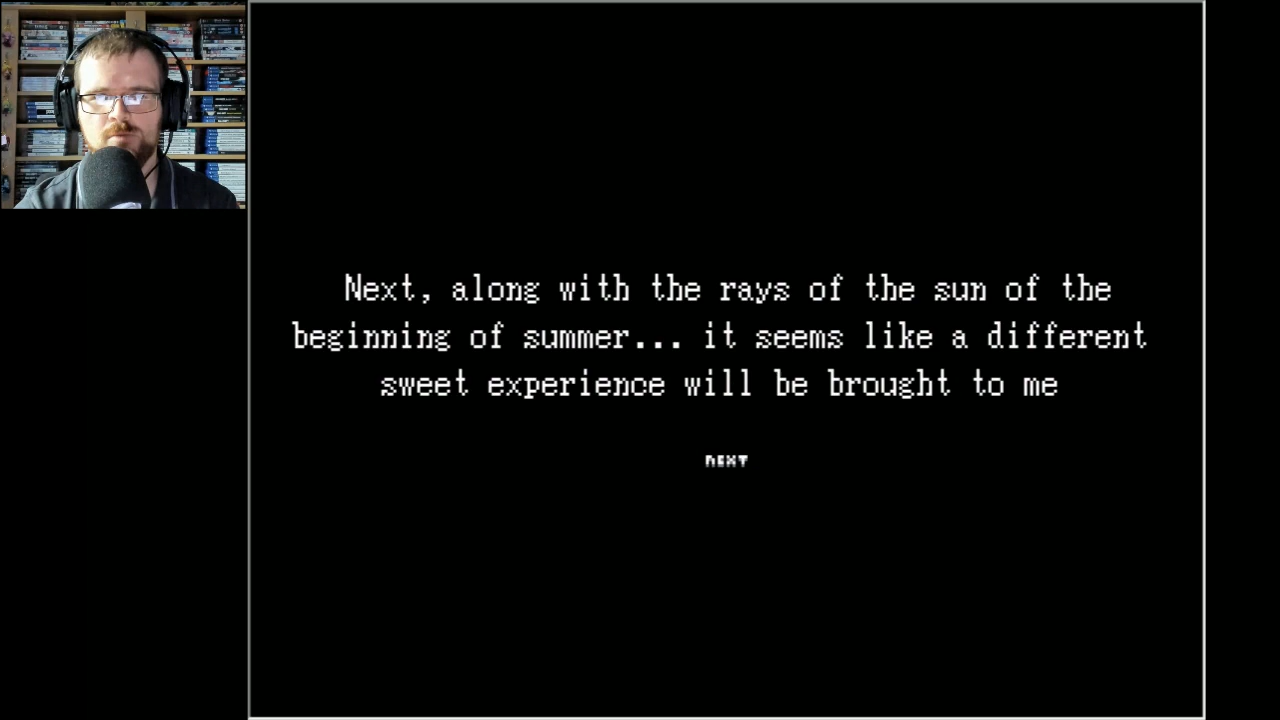 Next, along with the rays of the sun of the
beginning of summer... it seems like a different
sweet experience will be brought to me
NEXT